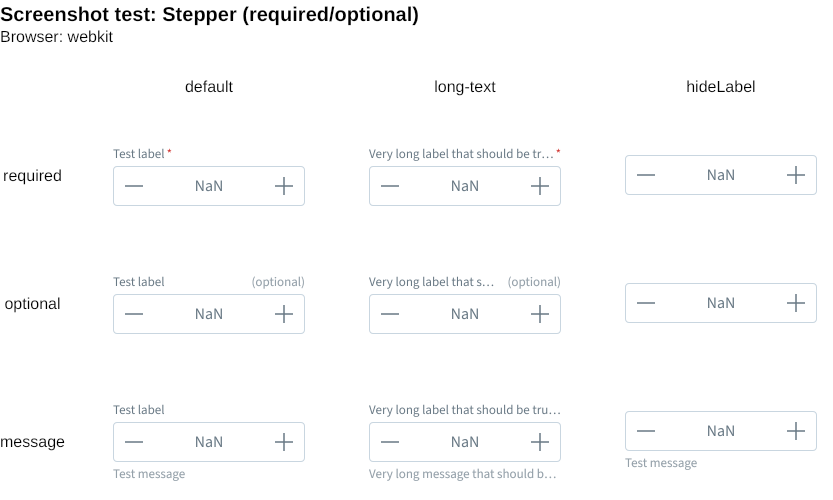 Screenshot test: Stepper (required/optional)
Browser: webkit
default long-text hideLabel
Test label * Very long label that should be tr... *
required NaN NaN NaN
Test label (optional) Very long label that s... (optional)
optional NaN NaN NaN
Test label Very long label that should be tru...
message NaN NaN NaN
Test message Very long message that should b... Test message